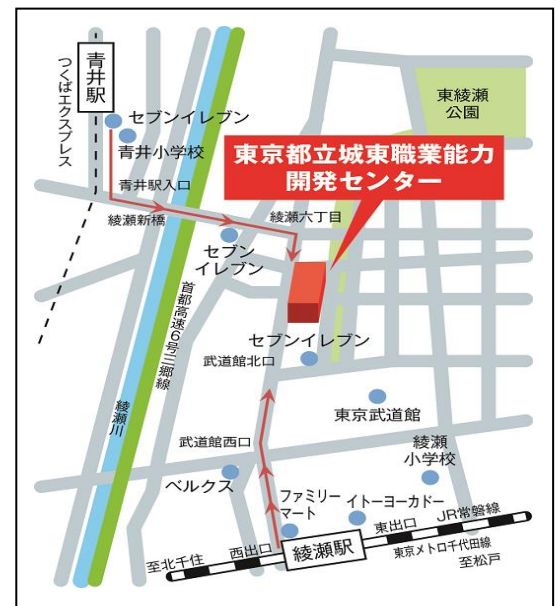 青井駅
つくばエクスプレス
セブンイレブン
青井小学校
青井駅入口
綾瀬新橋
東綾瀬
公園
東京都立城東職業能力
開発センター
綾瀬六丁目
セブン
イレブン
首都高速6号三郷線
綾瀬川
セブンイレブン
武道館北口
東京武道館
武道館西口
綾瀬
小学校
ベルクス
ファミリー
マート
イトーヨーカドー
JR常磐線
東出口
綾瀬駅
西出口
至北千住
東京メトロ千代田線
至松戸